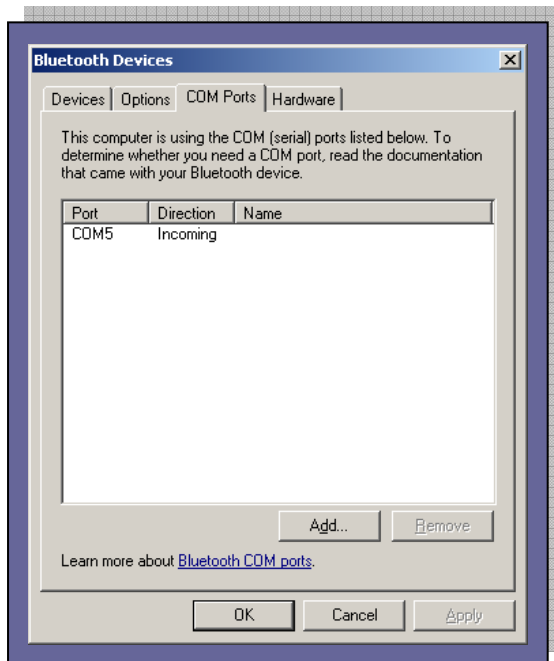 Bluetooth Devices
Devices Options COM Ports Hardware
This computer is using the COM (serial) ports listed below. To
determine whether you need a COM port, read the documentation
that came with your Bluetooth device.
Port Direction Name
COM5 Incoming
Add... Remove
Learn more about Bluetooth COM ports.
OK Cancel Apply